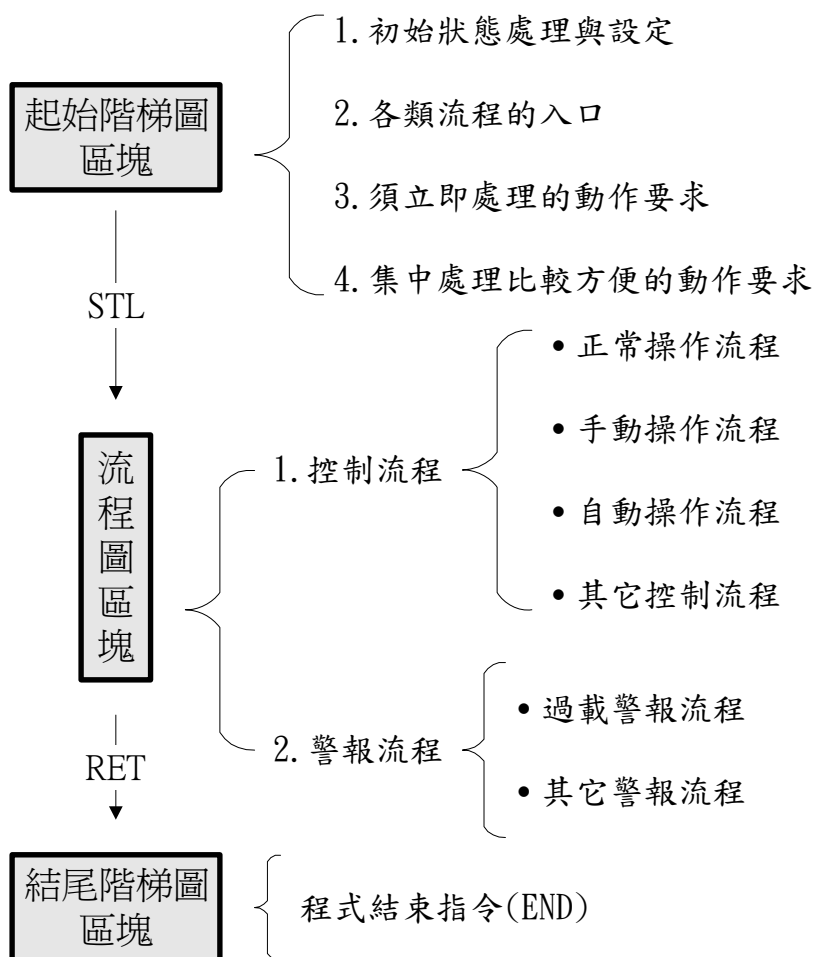 起始階梯圖
區塊
1.初始狀態處理與設定
2.各類流程的入口
3.須立即處理的動作要求
4.集中處理比較方便的動作要求
STL
流程圖區塊
1.控制流程
•正常操作流程
•手動操作流程
•自動操作流程
•其它控制流程
2.警報流程
•過載警報流程
•其它警報流程
RET
結尾階梯圖
區塊
程式結束指令(END)